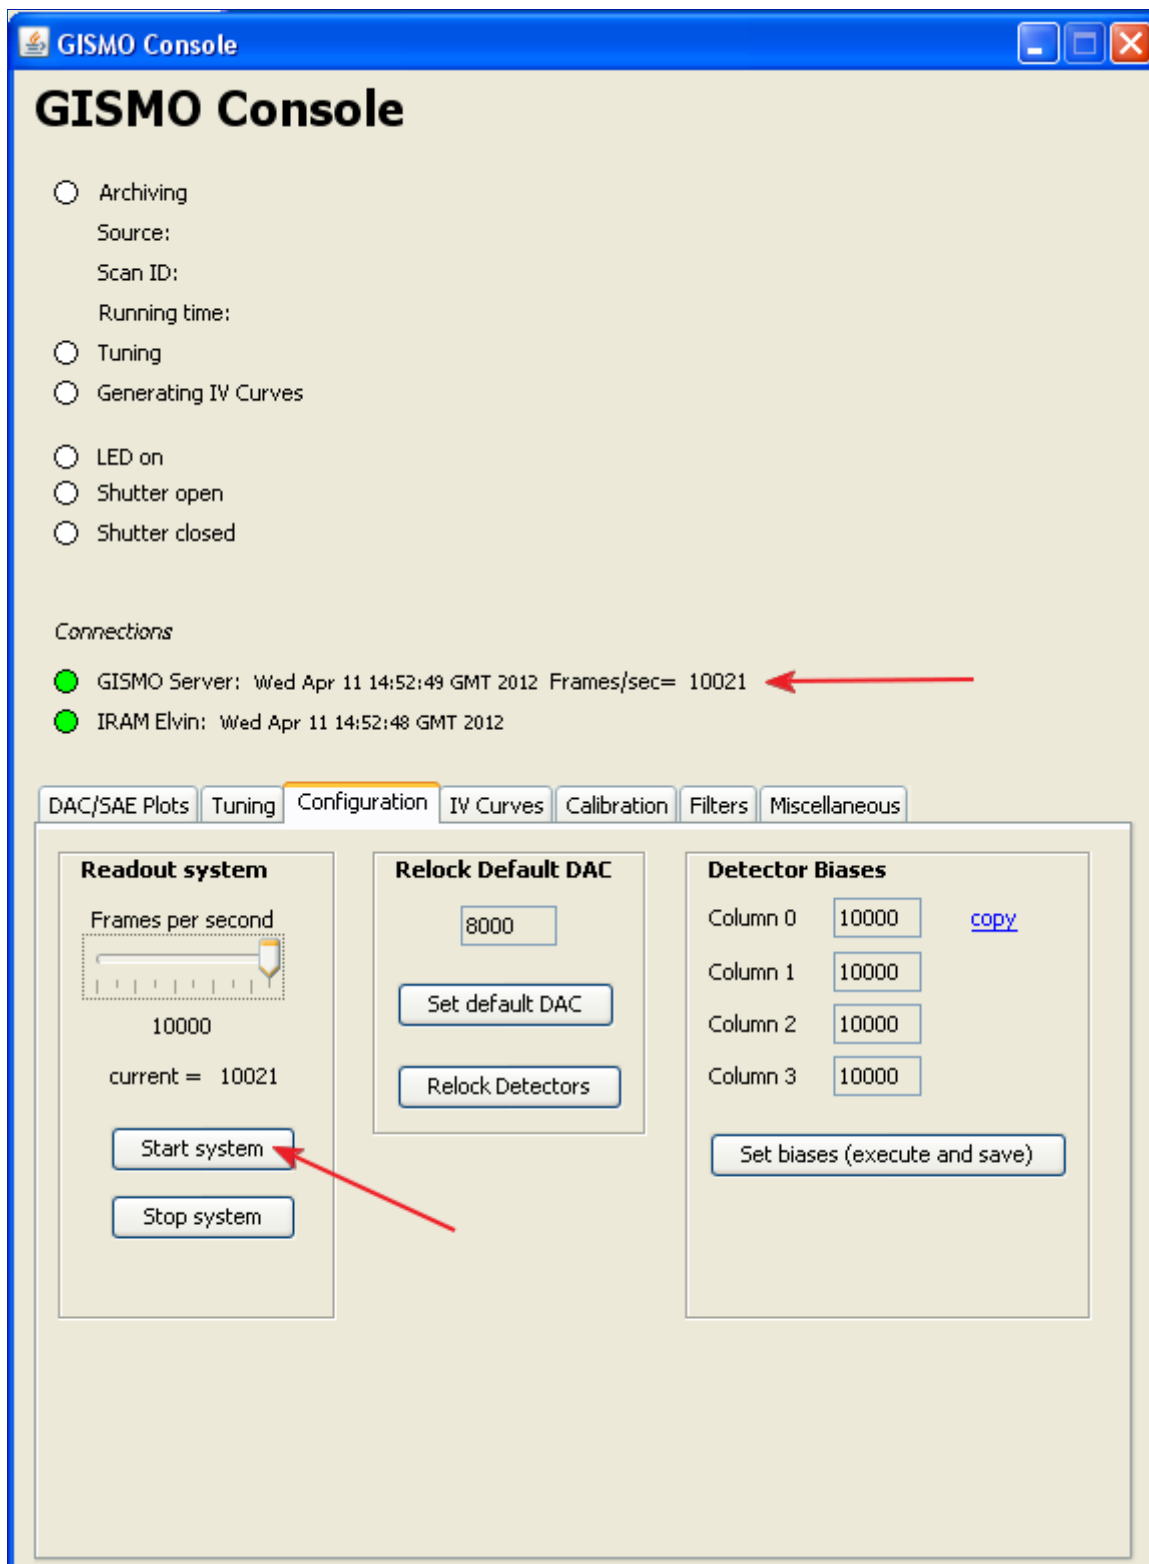 GISMO Console
GISMO Console
Archiving
Source:
Scan ID:
Running time:
Tuning
Generating IV Curves
LED on
Shutter open
Shutter closed
Connections
GISMO Server: Wed Apr 11 14:52:49 GMT 2012 Frames/sec= 10021
IRAM Elvin: Wed Apr 11 14:52:48 GMT 2012
DAC/SAE Plots Tuning Configuration IV Curves Calibration Filters Miscellaneous
Readout system
Frames per second
10000
current = 10021
Start system
Stop system
Relock Default DAC
8000
Set default DAC
Relock Detectors
Detector Biases
Column 0 10000 copy
Column 1 10000
Column 2 10000
Column 3 10000
Set biases (execute and save)